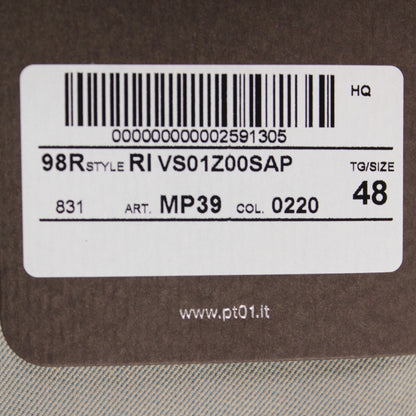 HQ
000000000002591305
98R STYLE RI VS01Z00SAP TG/SIZE
831 ART. MP39 COL. 0220 48
www.pt01.it